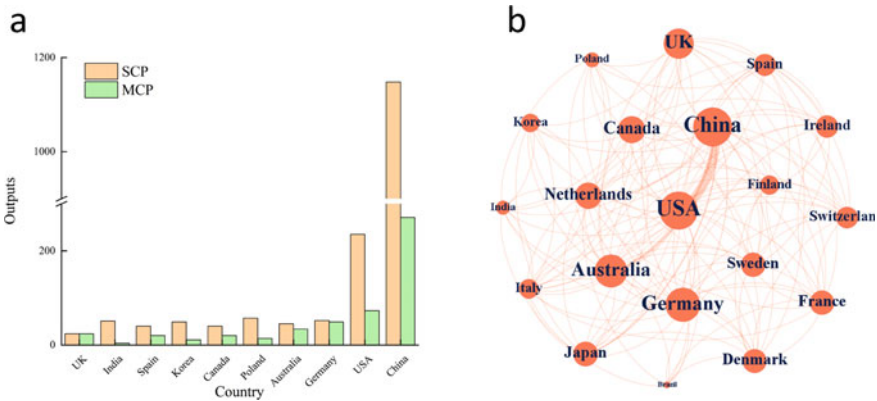 a
1200
1000
200
0
Outputs
SCP
MCP
UK
India
Spain
Korea
Canada
Poland
Australia
Germany
USA
China
Country
b
UK
Poland
Spain
Korea
Canada
China
Ireland
Netherlands
Finland
India
USA
Switzerlan
Australia
Sweden
Italy
Germany
France
Japan
Denmark
Brazil